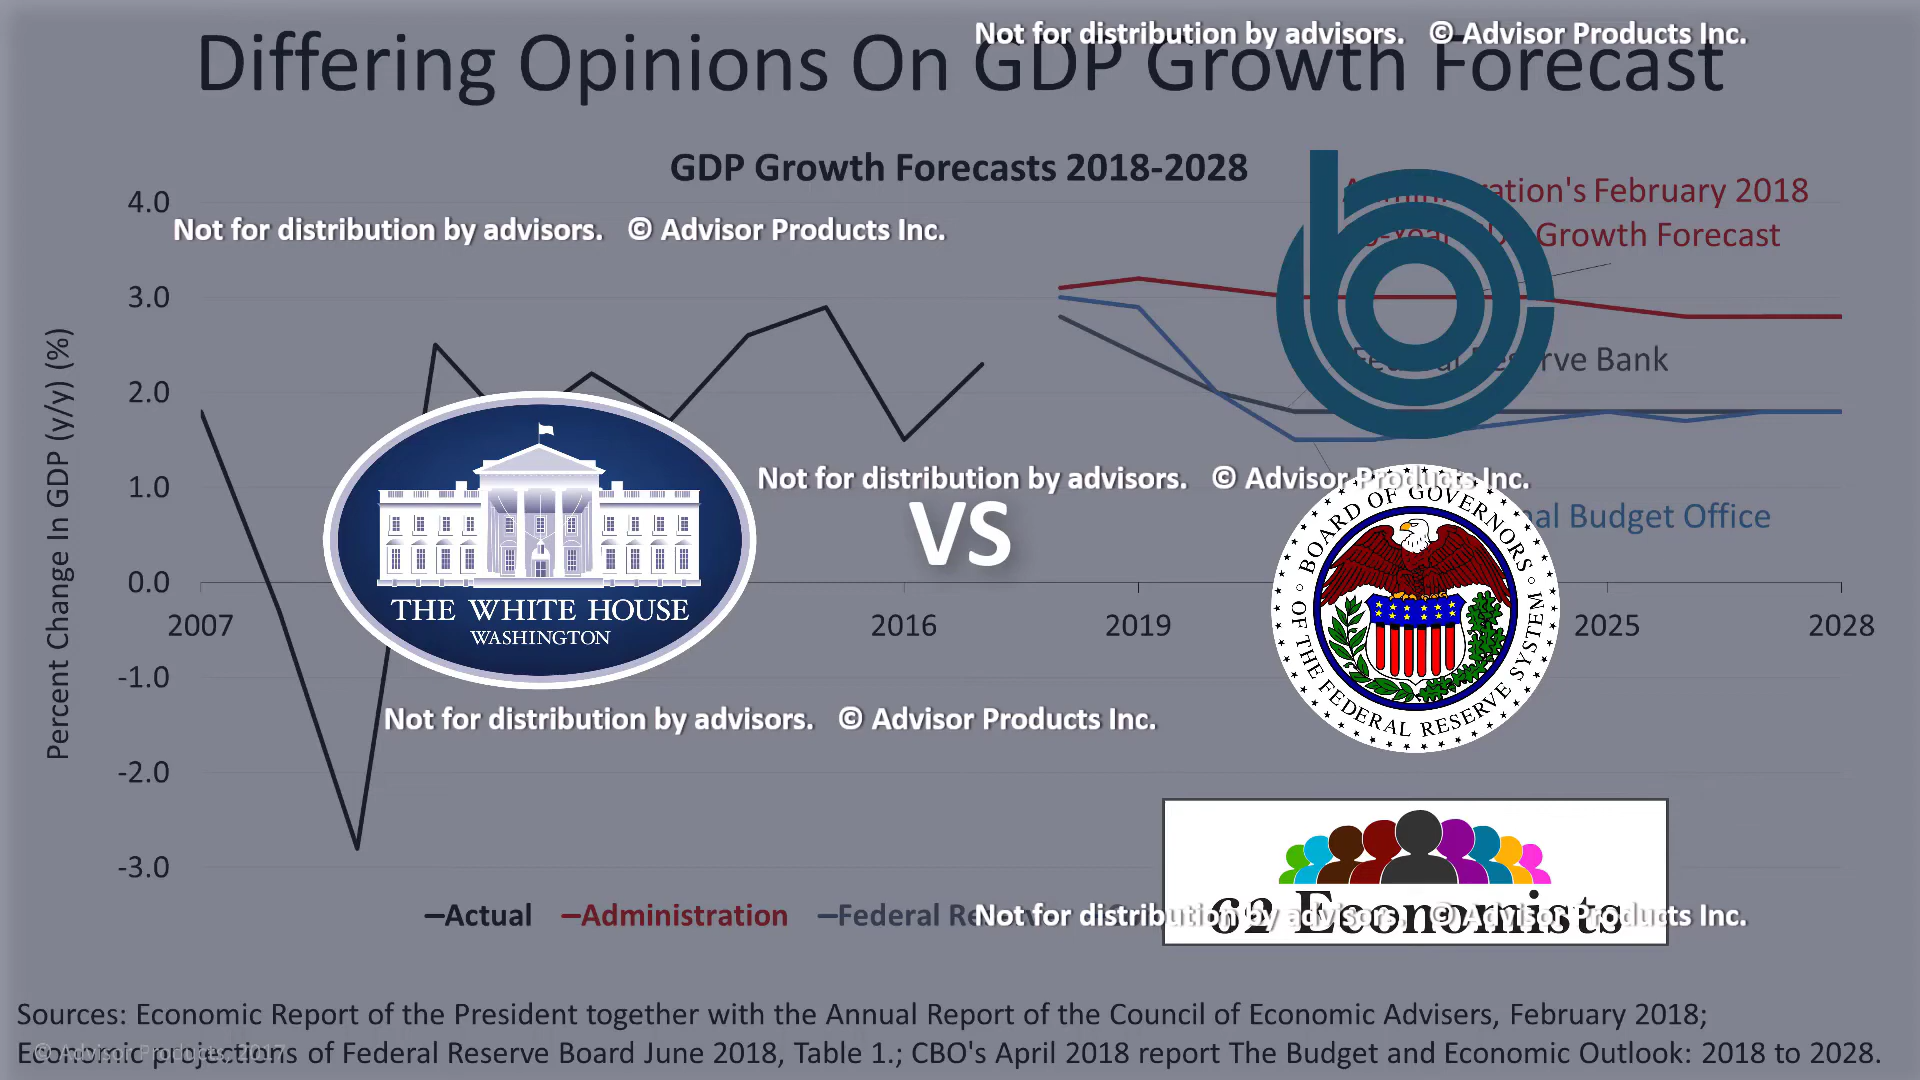 Not for distribution by advisors. © Advisor Products Inc.
Differing Opinions On GDP Growth Forecast
GDP Growth Forecasts 2018-2028
4.0
Administration's February 2018
Growth Forecast
Not for distribution by advisors. © Advisor Products Inc.
3.0
Federal Reserve Bank
2.0
Percent Change In GDP (y/y) (%)
1.0
Not for distribution by advisors. © Advisor Products Inc.
VS
Budget Office
BOARD OF GOVERNORS
OF THE FEDERAL RESERVE SYSTEM
0.0
THE WHITE HOUSE
WASHINGTON
2007
2016
2019
2025
2028
-1.0
Not for distribution by advisors. © Advisor Products Inc.
-2.0
-3.0
62 Economists
Actual Administration Federal
Not for distribution by advisors. © Advisor Products Inc.
Sources: Economic Report of the President together with the Annual Report of the Council of Economic Advisers, February 2018;
Economic projections of Federal Reserve Board June 2018, Table 1.; CBO's April 2018 report The Budget and Economic Outlook: 2018 to 2028.
© Advisor Products, 2017